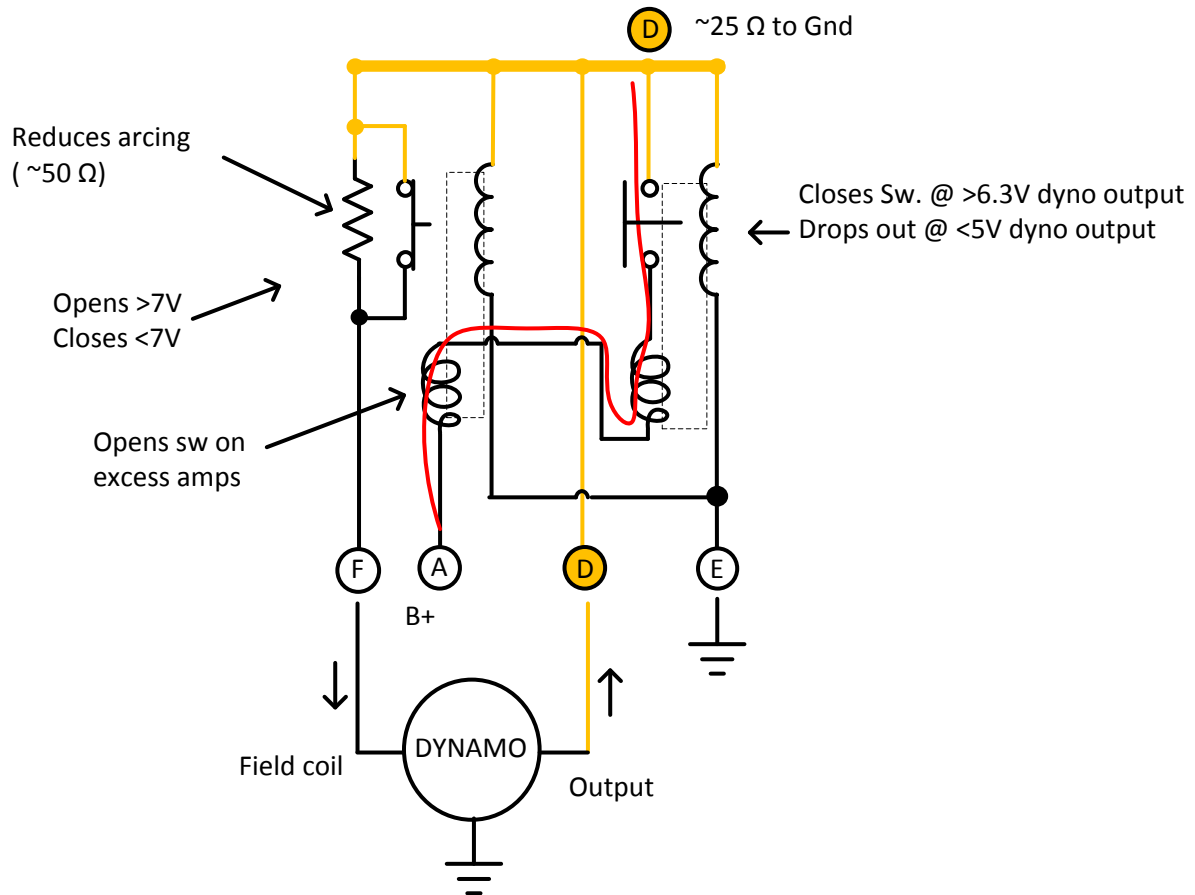 D
~25 Ω to Gnd
Reduces arcing
( ~50 Ω)
Closes Sw. @ >6.3V dyno output
Drops out @ <5V dyno output
Opens >7V
Closes <7V
Opens sw on
excess amps
F
A
D
E
B+
DYNAMO
Field coil
Output